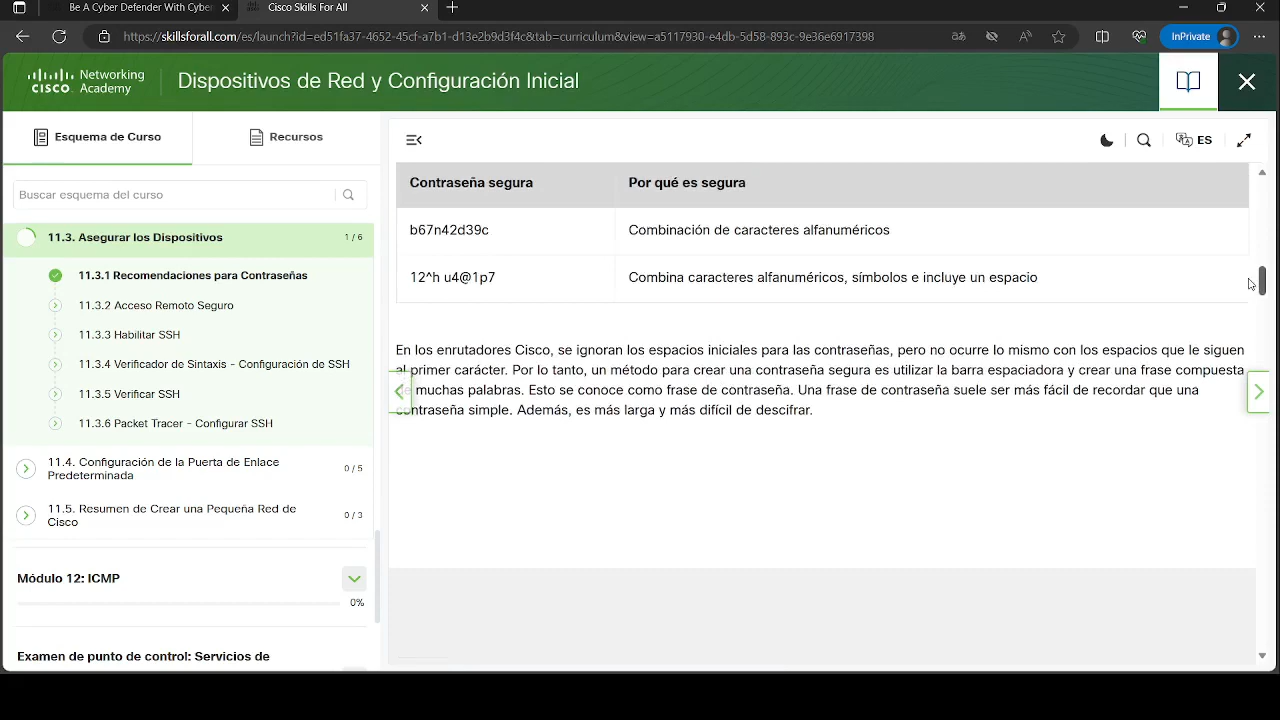 Be A Cyber Defender With Cyber
Cisco Skills For All
https://skillsforall.com/es/launch?id=ed51fa37-4652-45cf-a7b1-d13e2b9d3f4c&tab=curriculum&view=a5117930-e4db-5d58-893c-9e36e6917398
InPrivate
CISCO
Networking
Academy
Dispositivos de Red y Configuración Inicial
Esquema de Curso
Recursos
ES
Buscar esquema del curso
11.3. Asegurar los Dispositivos 1 / 6
11.3.1 Recomendaciones para Contraseñas
11.3.2 Acceso Remoto Seguro
11.3.3 Habilitar SSH
11.3.4 Verificador de Sintaxis - Configuración de SSH
11.3.5 Verificar SSH
11.3.6 Packet Tracer - Configurar SSH
11.4. Configuración de la Puerta de Enlace
Predeterminada
0 / 5
11.5. Resumen de Crear una Pequeña Red de
Cisco
0 / 3
Módulo 12: ICMP
0%
Examen de punto de control: Servicios de
Contraseña segura Por qué es segura
b67n42d39c Combinación de caracteres alfanuméricos
12^h u4@1p7 Combina caracteres alfanuméricos, símbolos e incluye un espacio
En los enrutadores Cisco, se ignoran los espacios iniciales para las contraseñas, pero no ocurre lo mismo con los espacios que le siguen
al primer carácter. Por lo tanto, un método para crear una contraseña segura es utilizar la barra espaciadora y crear una frase compuesta
de muchas palabras. Esto se conoce como frase de contraseña. Una frase de contraseña suele ser más fácil de recordar que una
contraseña simple. Además, es más larga y más difícil de descifrar.